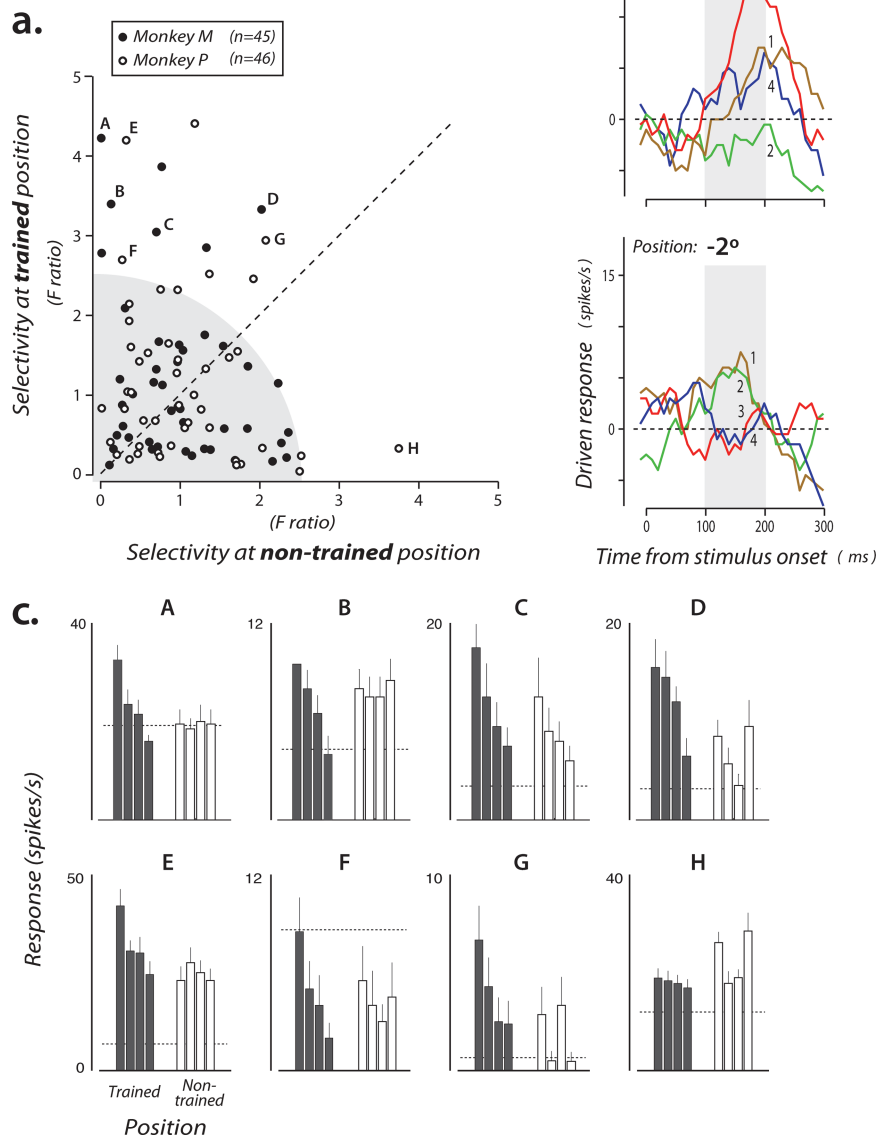 a.
Monkey M (n=45)
Monkey P (n=46)
5
4
3
2
1
0
A
E
B
C
D
F
G
H
0
1
2
3
4
5
Selectivity at trained position
(F ratio)
(F ratio)
Selectivity at non-trained position
0
1
4
2
Position: -2º
15
0
1
2
3
4
Driven response (spikes/s)
0
100
200
300
Time from stimulus onset (ms)
c.
A
B
C
D
40
12
20
20
E
F
G
H
50
12
10
40
0
Response (spikes/s)
Trained
Non-
trained
Position